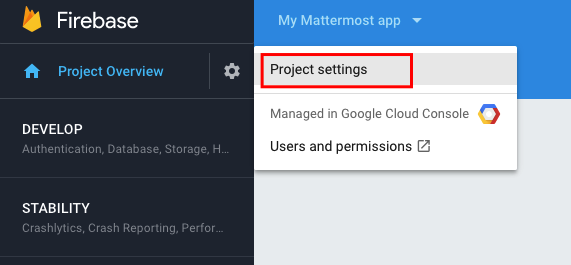 Firebase
My Mattermost app
Project Overview
Project settings
Managed in Google Cloud Console
Users and permissions
DEVELOP
Authentication, Database, Storage, H...
STABILITY
Crashlytics, Crash Reporting, Perfor...